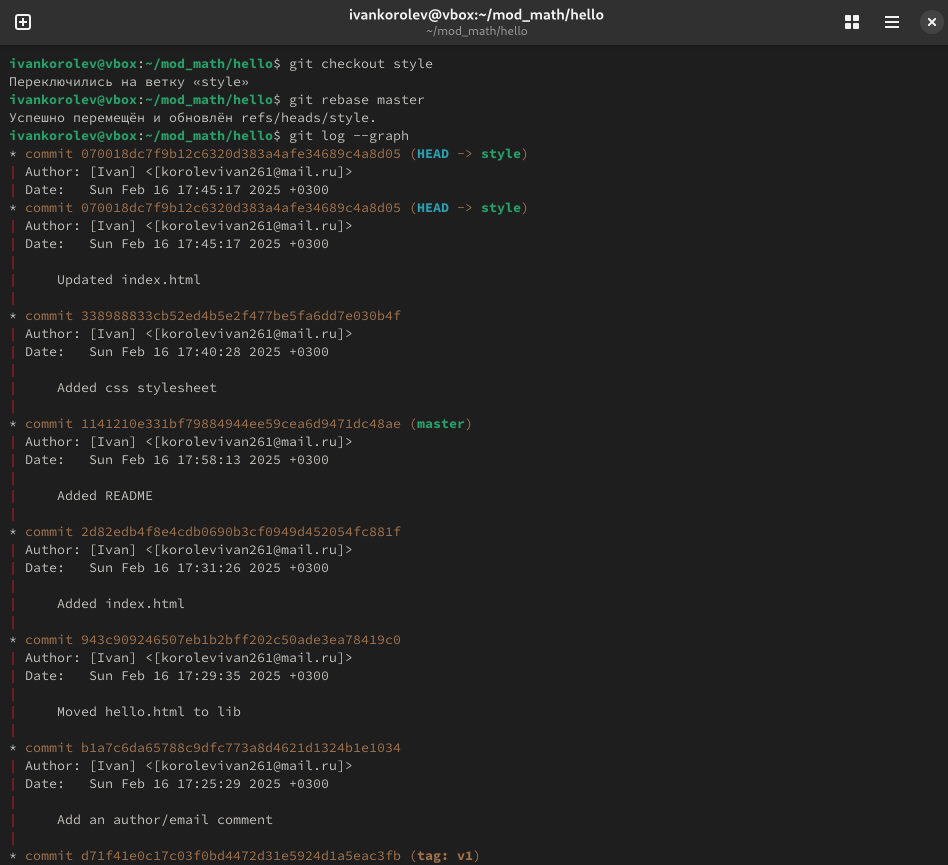 ivankorolev@vbox:~/mod_math/hello
~/mod_math/hello
ivankorolev@vbox:~/mod_math/hello$ git checkout style
Переключились на ветку «style»
ivankorolev@vbox:~/mod_math/hello$ git rebase master
Успешно перемещён и обновлён refs/heads/style.
ivankorolev@vbox:~/mod_math/hello$ git log --graph
* commit 070018dc7f9b12c6320d383a4afe34689c4a8d05 (HEAD -> style)
| Author: [Ivan] <[korolevivan261@mail.ru]>
| Date:   Sun Feb 16 17:45:17 2025 +0300
* commit 070018dc7f9b12c6320d383a4afe34689c4a8d05 (HEAD -> style)
| Author: [Ivan] <[korolevivan261@mail.ru]>
| Date:   Sun Feb 16 17:45:17 2025 +0300
|
|     Updated index.html
|
* commit 338988833cb52ed4b5e2f477be5fa6dd7e030b4f
| Author: [Ivan] <[korolevivan261@mail.ru]>
| Date:   Sun Feb 16 17:40:28 2025 +0300
|
|     Added css stylesheet
|
* commit 1141210e331bf79884944ee59cea6d9471dc48ae (master)
| Author: [Ivan] <[korolevivan261@mail.ru]>
| Date:   Sun Feb 16 17:58:13 2025 +0300
|
|     Added README
|
* commit 2d82edb4f8e4cdb0690b3cf0949d452054fc881f
| Author: [Ivan] <[korolevivan261@mail.ru]>
| Date:   Sun Feb 16 17:31:26 2025 +0300
|
|     Added index.html
|
* commit 943c909246507eb1b2bff202c50ade3ea78419c0
| Author: [Ivan] <[korolevivan261@mail.ru]>
| Date:   Sun Feb 16 17:29:35 2025 +0300
|
|     Moved hello.html to lib
|
* commit b1a7c6da65788c9dfc773a8d4621d1324b1e1034
| Author: [Ivan] <[korolevivan261@mail.ru]>
| Date:   Sun Feb 16 17:25:29 2025 +0300
|
|     Add an author/email comment
|
* commit d71f41e0c17c03f0bd4472d31e5924d1a5eac3fb (tag: v1)